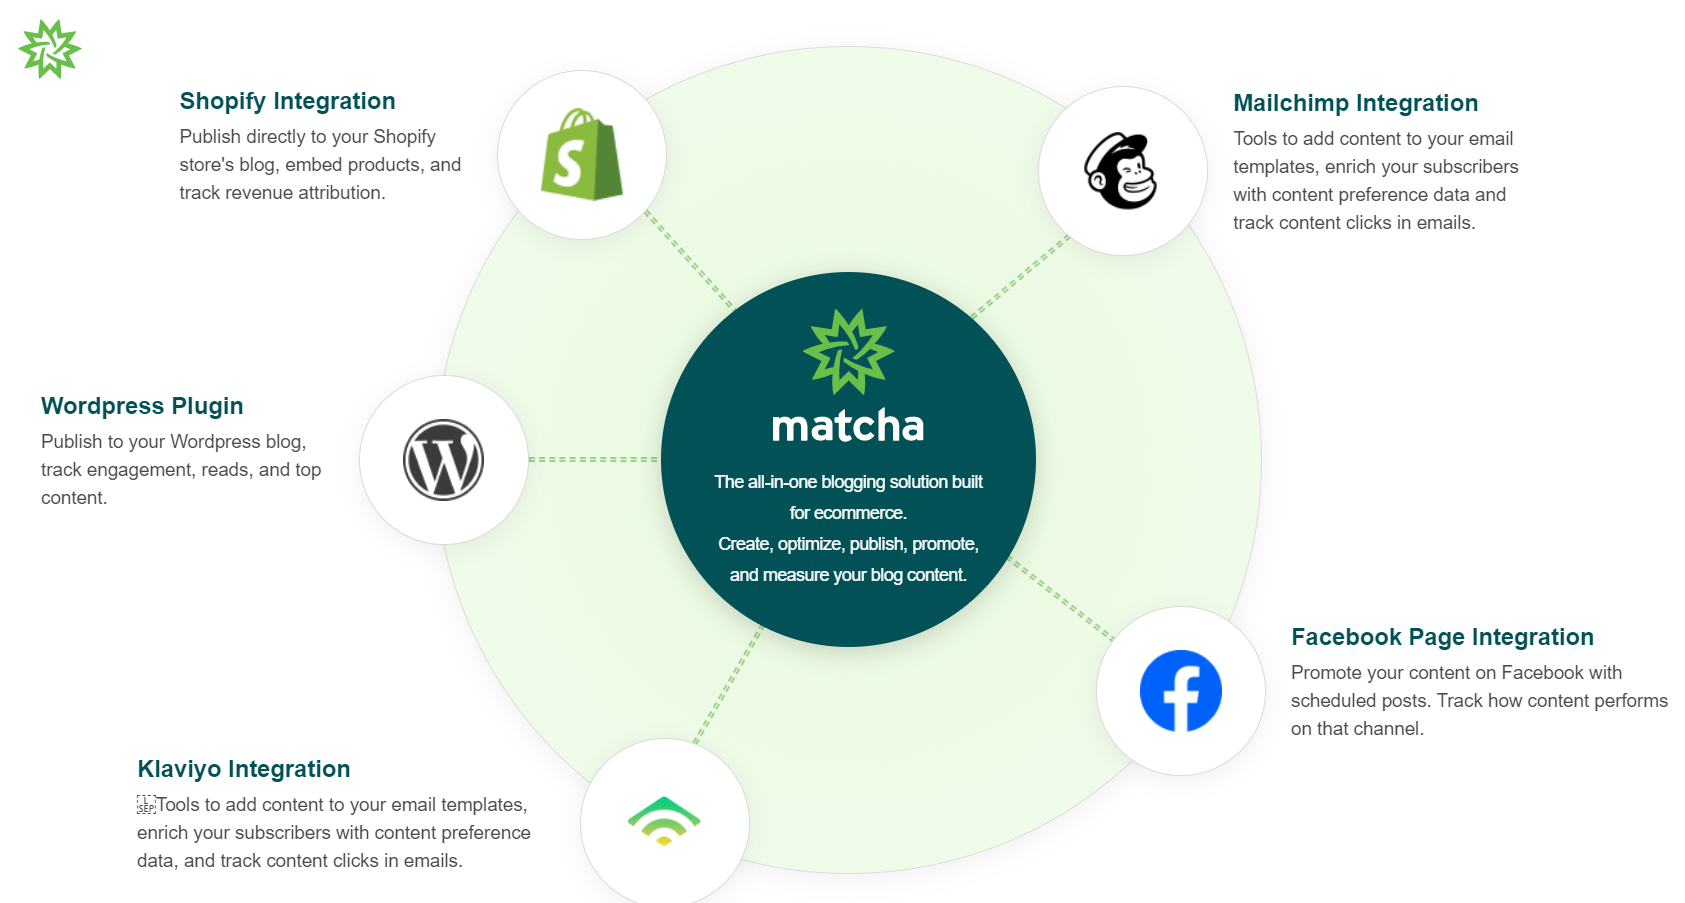 Shopify Integration
Publish directly to your Shopify
store's blog, embed products, and
track revenue attribution.
Mailchimp Integration
Tools to add content to your email
templates, enrich your subscribers
with content preference data and
track content clicks in emails.
Wordpress Plugin
Publish to your Wordpress blog,
track engagement, reads, and top
content.
matcha
The all-in-one blogging solution built
for ecommerce.
Create, optimize, publish, promote,
and measure your blog content.
Facebook Page Integration
Promote your content on Facebook with
scheduled posts. Track how content performs
on that channel.
Klaviyo Integration
Tools to add content to your email templates,
enrich your subscribers with content preference
data, and track content clicks in emails.